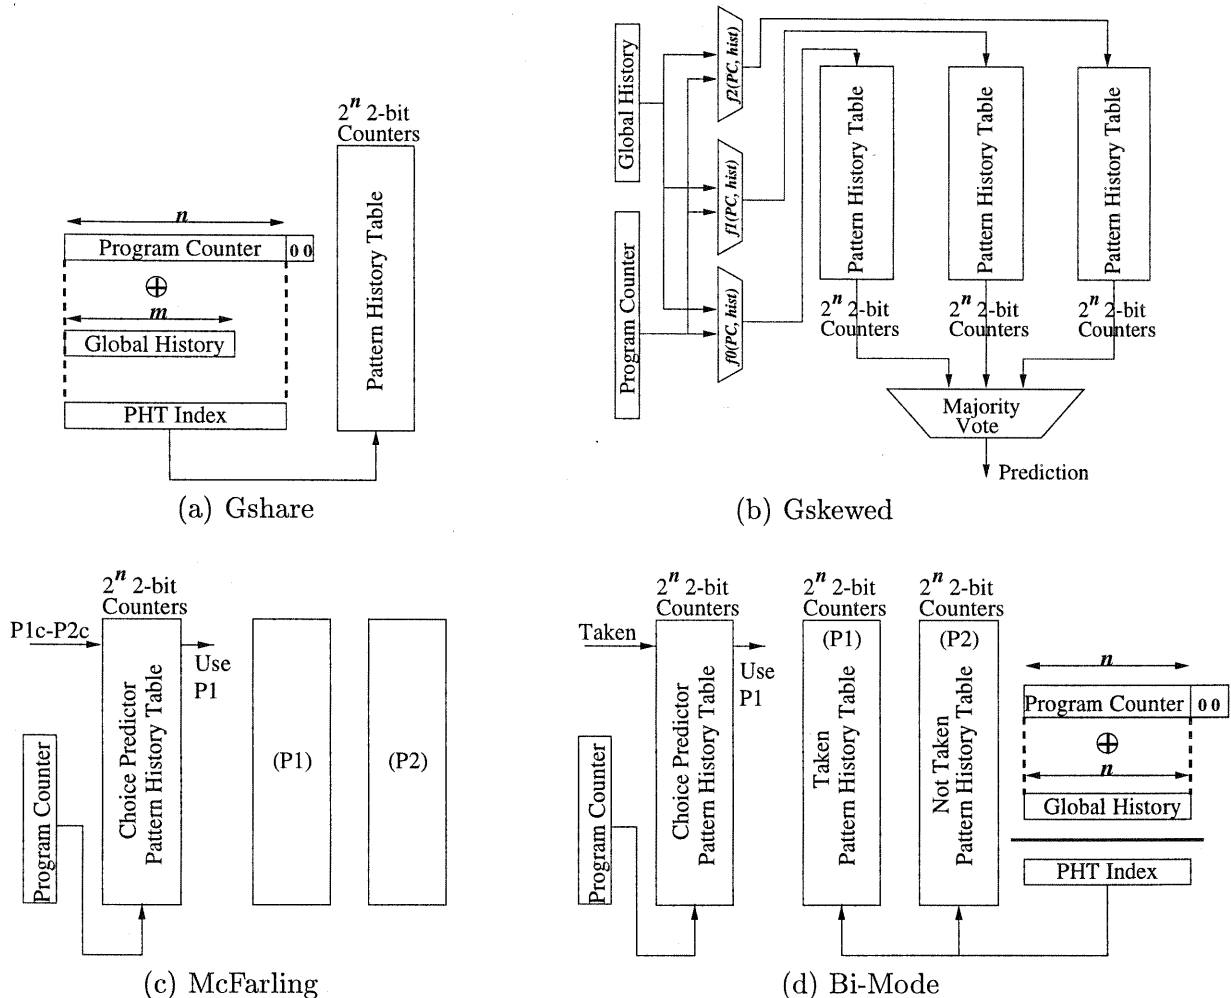 2^n 2-bit
Counters
Pattern History Table
n
Program Counter
0 0
⊕
m
Global History
PHT Index
(a) Gshare
Global History
Program Counter
f2(PC, hist)
f1(PC, hist)
f0(PC, hist)
Pattern History Table
Pattern History Table
Pattern History Table
2^n 2-bit
Counters
2^n 2-bit
Counters
2^n 2-bit
Counters
Majority
Vote
Prediction
(b) Gskewed
2^n 2-bit
Counters
P1c-P2c
Choice Predictor
Pattern History Table
Use
P1
Program Counter
(P1)
(P2)
(c) McFarling
2^n 2-bit
Counters
2^n 2-bit
Counters
2^n 2-bit
Counters
Taken
Choice Predictor
Pattern History Table
Use
P1
Program Counter
(P1)
Taken
Pattern History Table
(P2)
Not Taken
Pattern History Table
n
Program Counter
0 0
⊕
n
Global History
PHT Index
(d) Bi-Mode